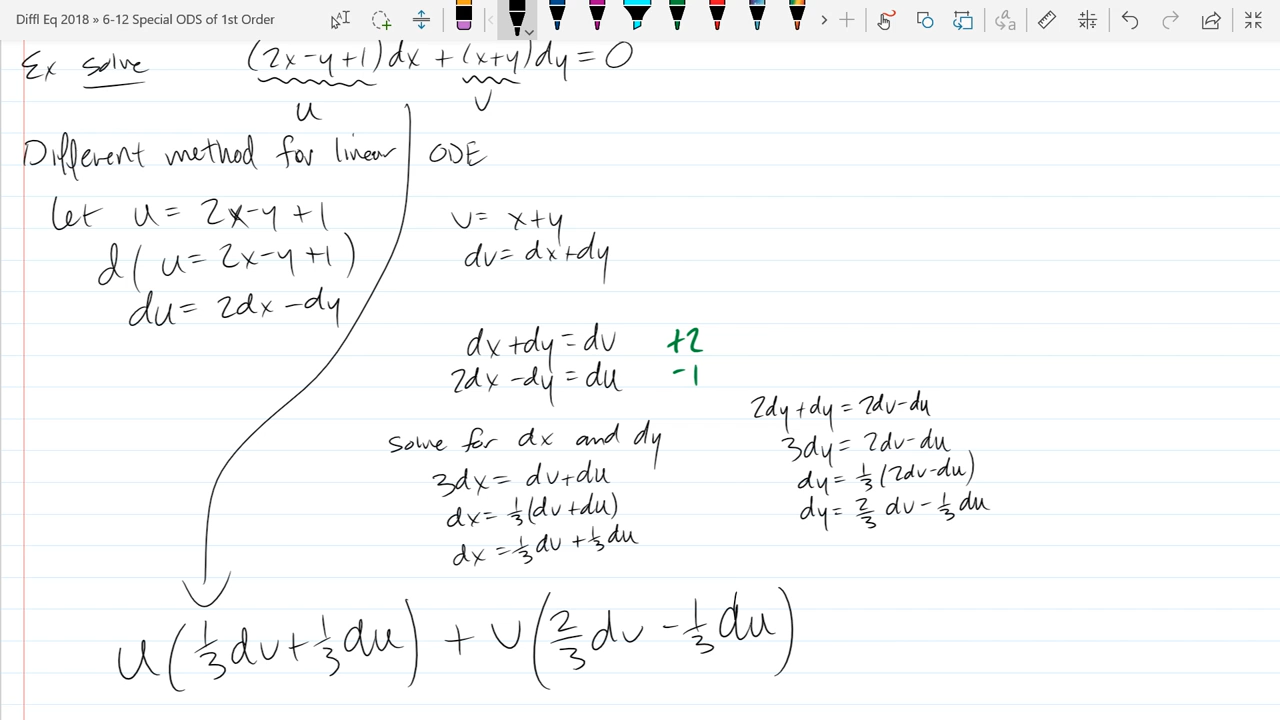 Diffl Eq 2018 » 6-12 Special ODS of 1st Order
Ex solve (2x-y+1)dx + (x+y)dy = 0
u v
Different method for linear ODE
let u = 2x-y+1 v = x+y
d(u = 2x-y+1) dv = dx+dy
du = 2dx-dy
dx+dy = dv +2
2dx-dy = du -1
2dy+dy = 2dv-du
solve for dx and dy
3dy = 2dv-du
3dx = dv+du
dy = 1/3(2dv-du)
dx = 1/3(dv+du)
dy = 2/3 dv - 1/3 du
dx = 1/3 dv + 1/3 du
u(1/3 dv + 1/3 du) + v(2/3 dv - 1/3 du)